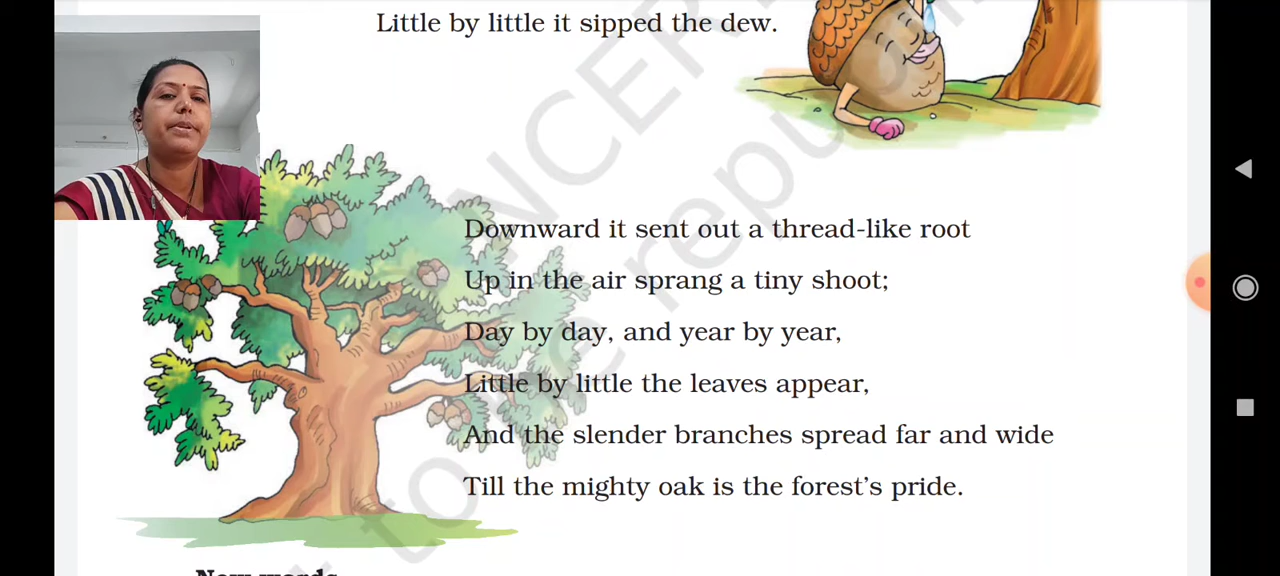 Little by little it sipped the dew.
Downward it sent out a thread-like root
Up in the air sprang a tiny shoot;
Day by day, and year by year,
Little by little the leaves appear,
And the slender branches spread far and wide
Till the mighty oak is the forest's pride.
New words